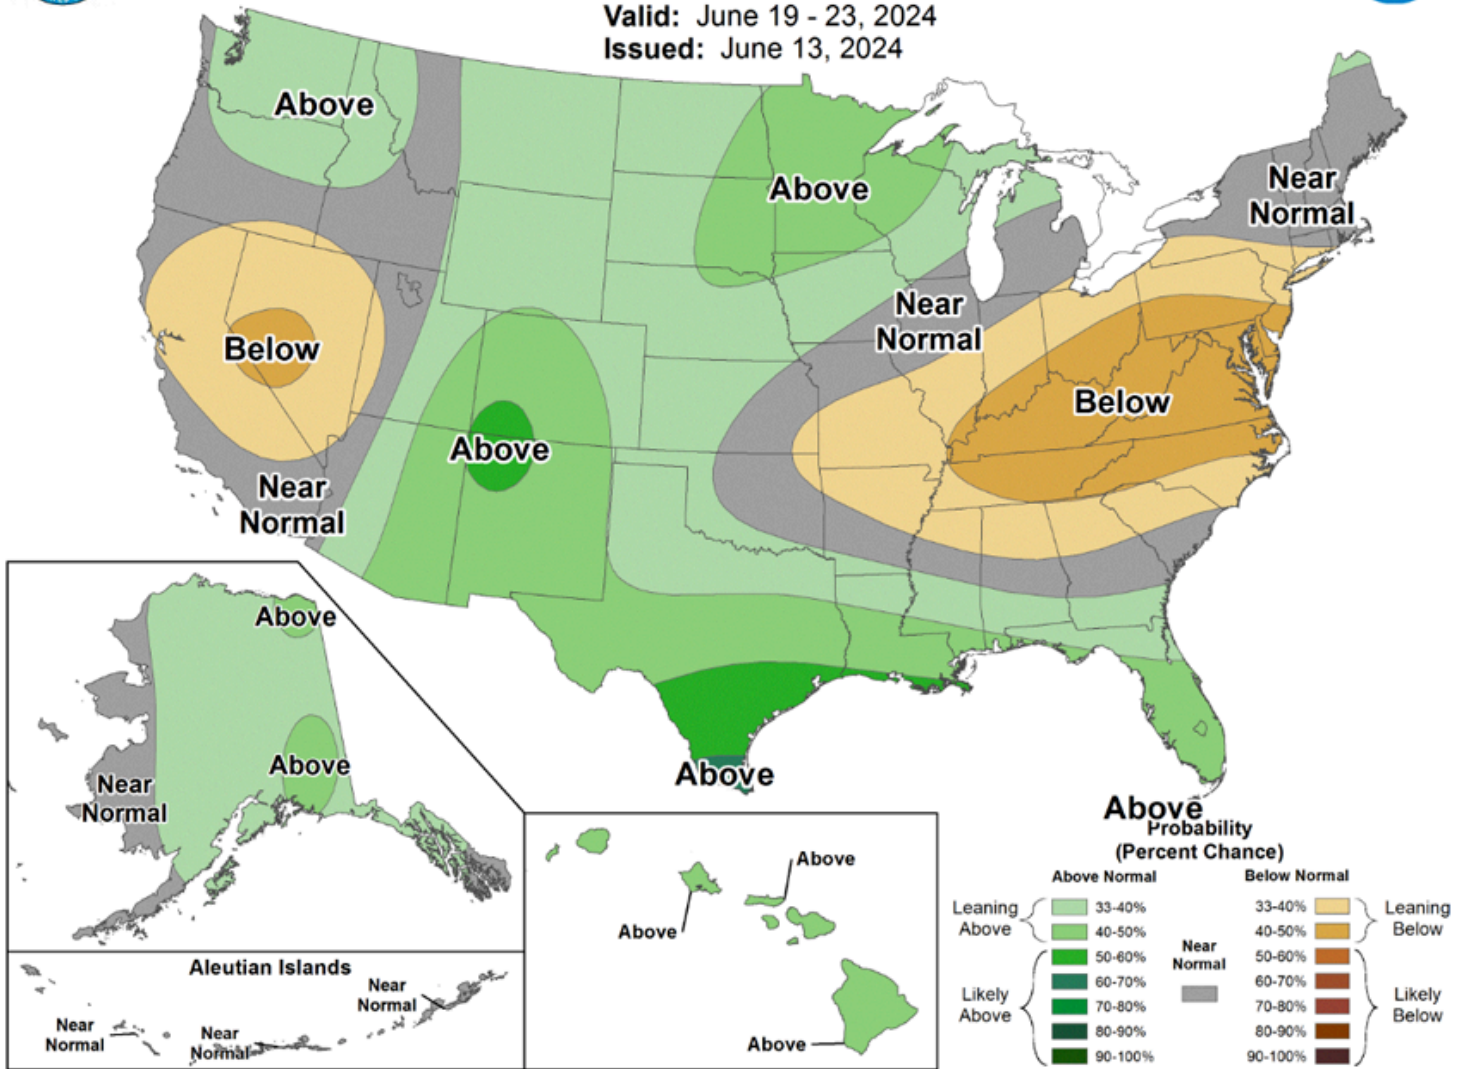 Valid: June 19 - 23, 2024
Issued: June 13, 2024
Above
Above
Near
Normal
Near
Normal
Below
Below
Above
Near
Normal
Above
Above
Near
Normal
Above
Above
Probability
(Percent Chance)
Above Normal
Below Normal
Leaning
Above
33-40%
40-50%
Likely
Above
50-60%
60-70%
70-80%
80-90%
90-100%
Near
Normal
33-40%
40-50%
Leaning
Below
50-60%
60-70%
70-80%
80-90%
90-100%
Likely
Below
Above
Above
Above
Aleutian Islands
Near
Normal
Near
Normal
Near
Normal